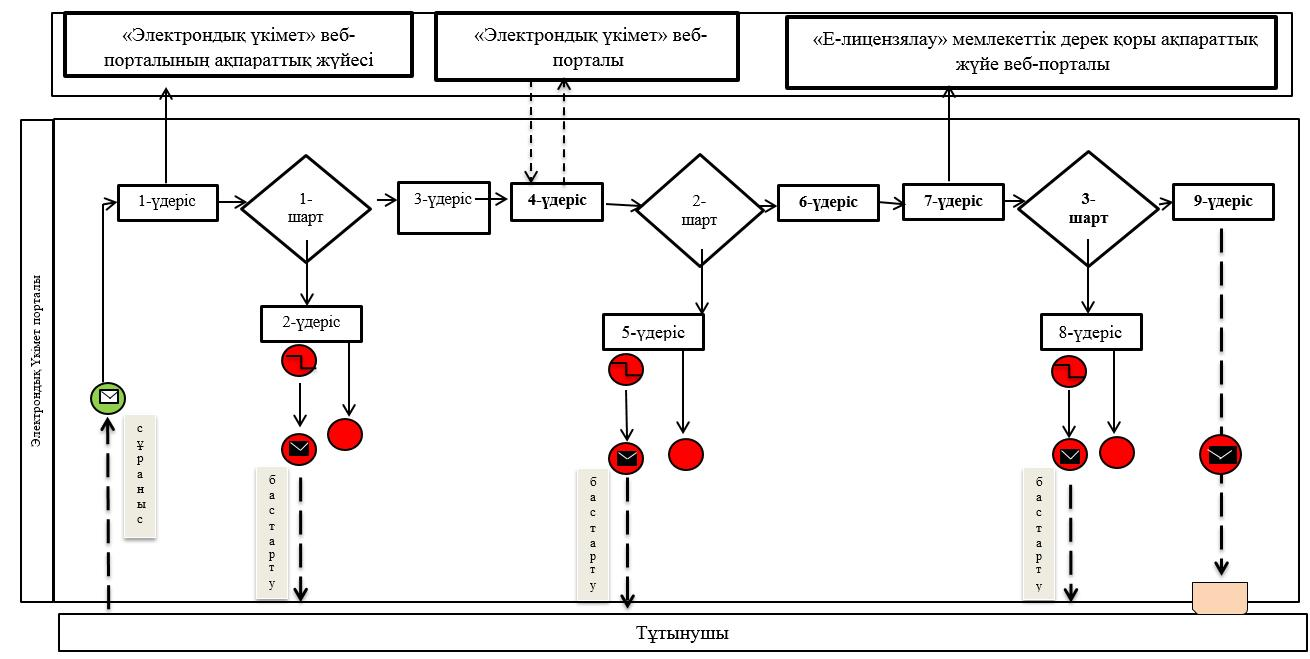 «Электрондық үкімет» веб-
порталының ақпараттық жүйесі
«Электрондық үкімет» веб-
порталы
«Е-лицензялау» мемлекеттік дерек қоры ақпараттық
жүйе веб-порталы
Электрондық Үкімет порталы
1-үдеріс
1-
шарт
3-үдеріс
4-үдеріс
2-
шарт
6-үдеріс
7-үдеріс
3-
шарт
9-үдеріс
2-үдеріс
5-үдеріс
8-үдеріс
сұраныс
бастарту
бастарту
бастарту
Тұтынушы